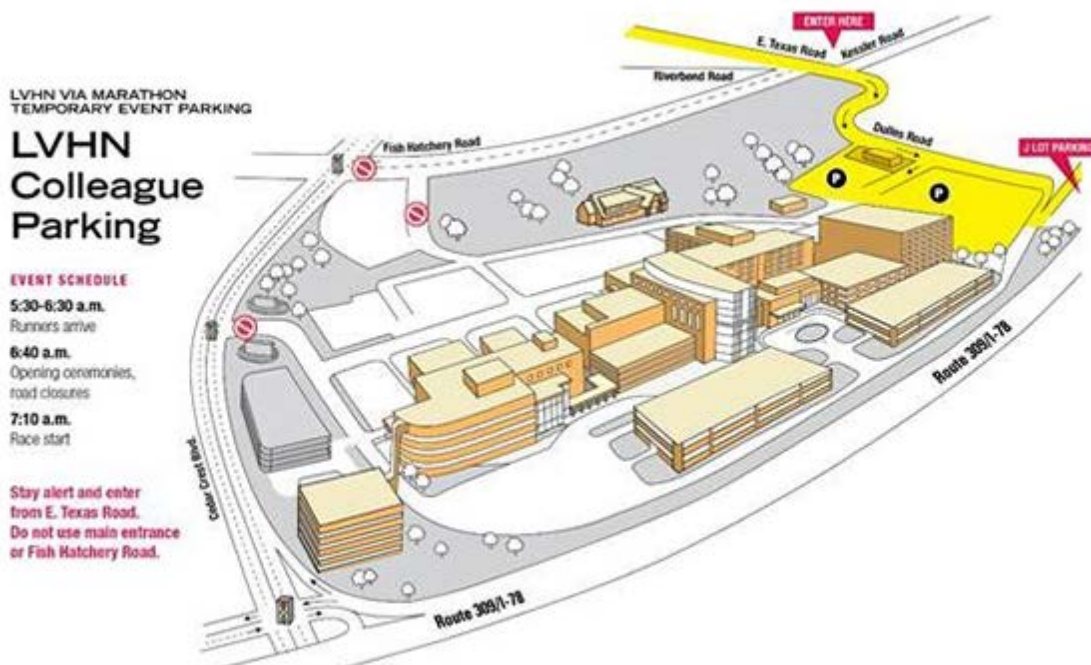 LVHN VIA MARATHON
TEMPORARY EVENT PARKING
LVHN
Colleague
Parking
EVENT SCHEDULE
5:30-6:30 a.m.
Runners arrive
6:40 a.m.
Opening ceremonies,
road closures
7:10 a.m.
Race start
Stay alert and enter
from E. Texas Road.
Do not use main entrance
or Fish Hatchery Road.
ENTER HERE
E. Texas Road
Kessler Road
Riverbend Road
Fish Hatchery Road
Dulles Road
J LOT PARKING
P
P
Cedar Crest Blvd.
Route 309/I-78
Route 309/I-78